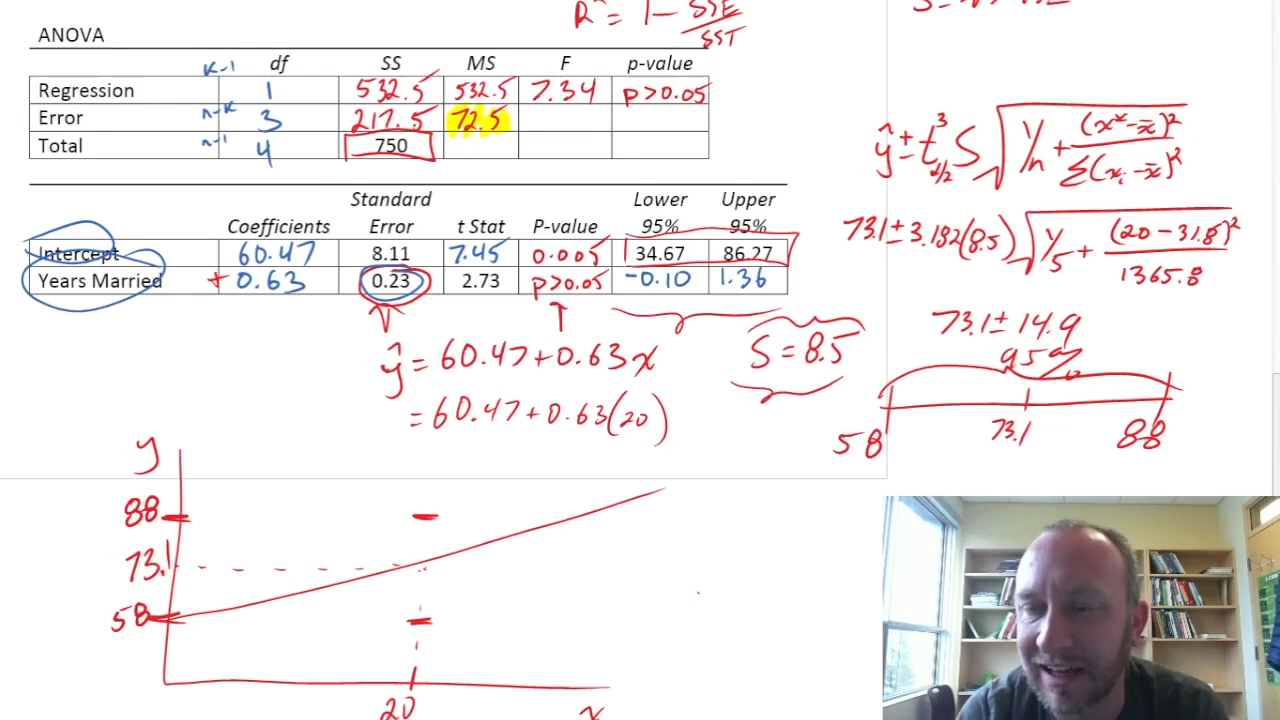 R² = 1 - SSE/SST
ANOVA
df SS MS F p-value
Regression K-1 1 532.5 532.5 7.34 p>0.05
Error n-K 3 217.5 72.5
Total n-1 4 750
Standard Lower Upper
Coefficients Error t Stat P-value 95% 95%
Intercept 60.47 8.11 7.45 0.005 34.67 86.27
Years Married + 0.63 0.23 2.73 p>0.05 -0.10 1.36
ŷ = 60.47+0.63x
= 60.47+0.63(20)
S = 8.5
ŷ ± t³α/2 S √(1/n + (x* - x̄)²/Σ(xᵢ - x̄)²)
73.1 ± 3.182(8.5) √(1/5 + (20 - 31.8)²/1365.8)
73.1 ± 14.9
95%
58 73.1 88
y
88
73.1
58
20 x